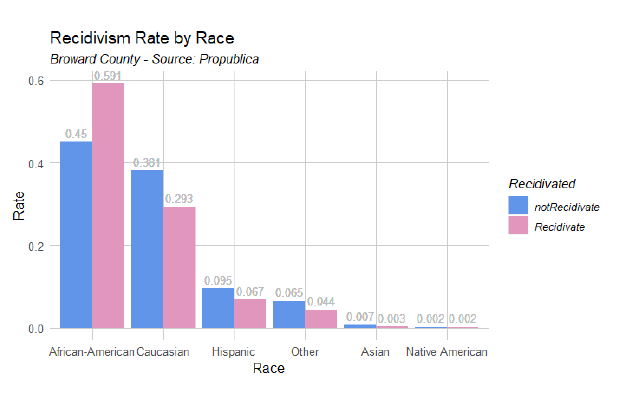 Recidivism Rate by Race
Broward County - Source: Propublica
Rate
0.6
0.4
0.2
0.0
0.45
0.591
0.381
0.293
0.095
0.067
0.065
0.044
0.007
0.003
0.002
0.002
African-American
Caucasian
Hispanic
Other
Asian
Native American
Race
Recidivated
notRecidivate
Recidivate